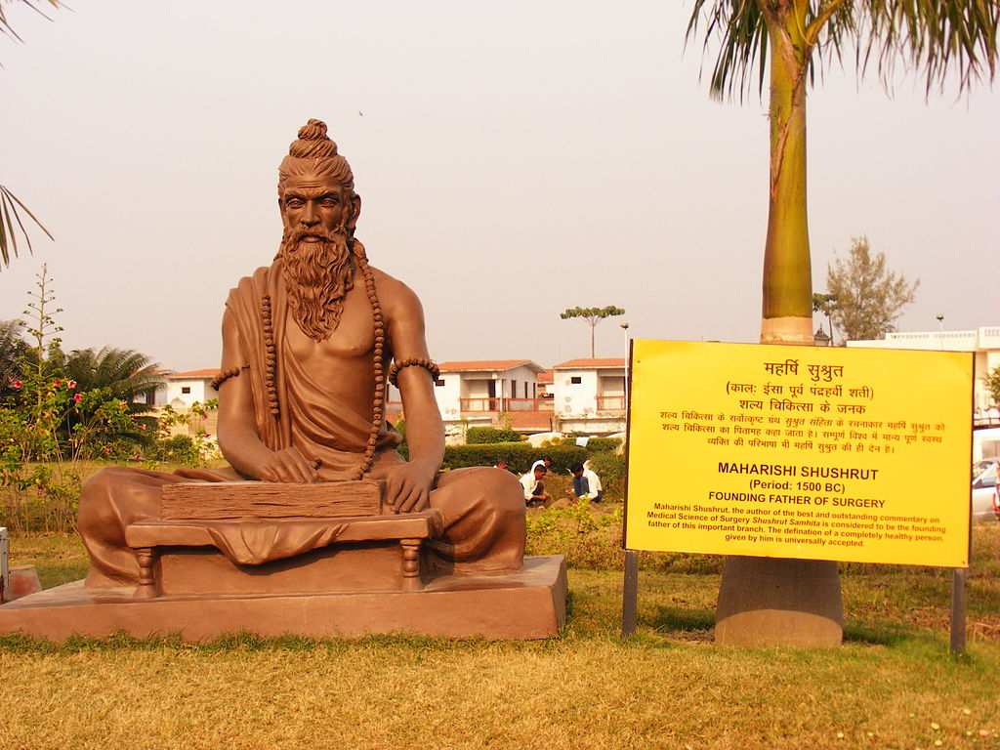 महर्षि सुश्रुत
(कालः ईसा पूर्व पंद्रहवीं शती)
शल्य चिकित्सा के जनक
शल्य चिकित्सा के सर्वोत्कृष्ट ग्रंथ सुश्रुत संहिता के रचनाकार महर्षि सुश्रुत को
शल्य चिकित्सा का पितामह कहा जाता है। सम्पूर्ण विश्व में मान्य पूर्ण स्वस्थ
व्यक्ति की परिभाषा भी महर्षि सुश्रुत की ही देन है।
MAHARISHI SHUSHRUT
(Period: 1500 BC)
FOUNDING FATHER OF SURGERY
Maharishi Shushrut, the author of the best and outstanding commentary on
Medical Science of Surgery Shushrut Samhita is considered to be the founding
father of this important branch. The defination of a completely healthy person,
given by him is universally accepted.